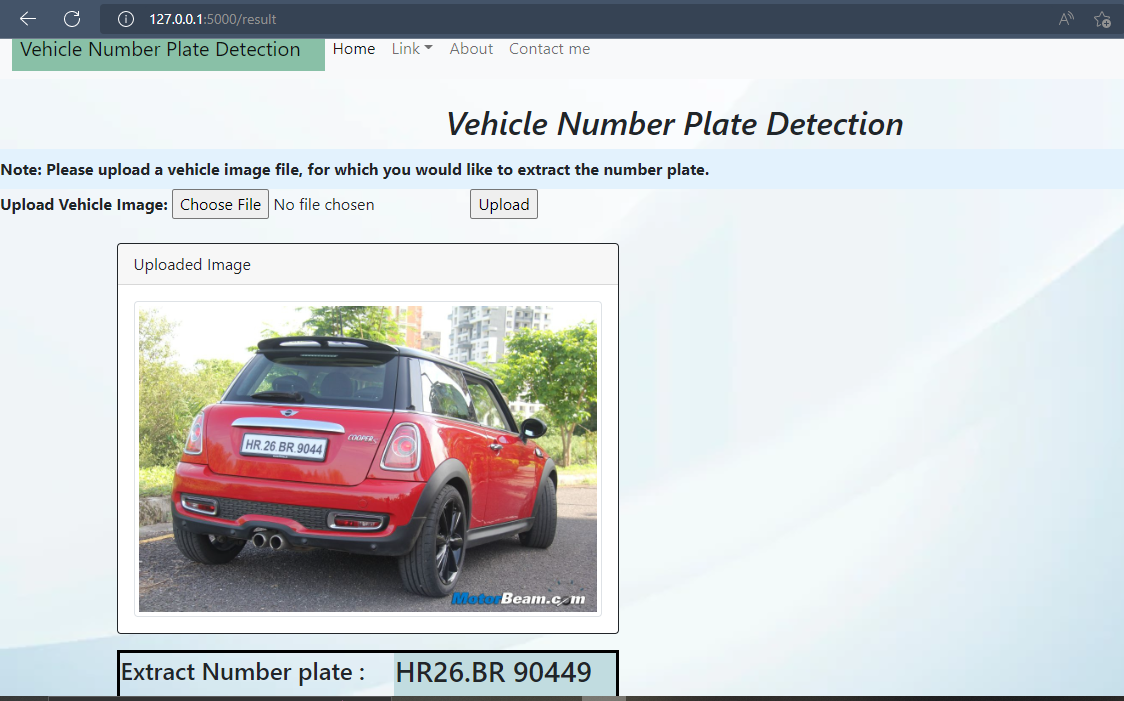 127.0.0.1:5000/result
Vehicle Number Plate Detection Home Link About Contact me
Vehicle Number Plate Detection
Note: Please upload a vehicle image file, for which you would like to extract the number plate.
Upload Vehicle Image: Choose File No file chosen Upload
Uploaded Image
COOPER
HR.26.BR.9044
MotorBeam.com
Extract Number plate : HR26.BR 90449